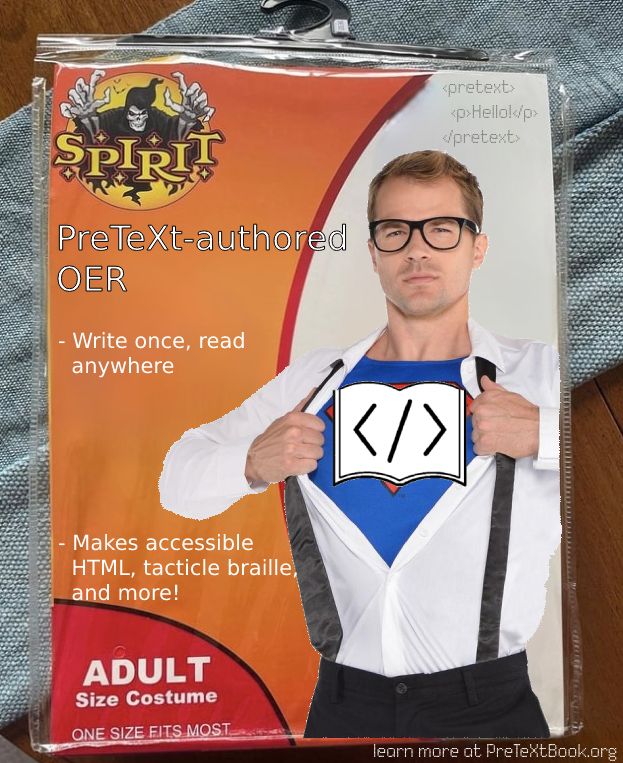 <pretext>
<p>Hello!</p>
</pretext>
SPIRIT
PreTeXt-authored
OER
- Write once, read
anywhere
</>
- Makes accessible
HTML, tacticle braille,
and more!
ADULT
Size Costume
ONE SIZE FITS MOST
learn more at PreTeXtBook.org